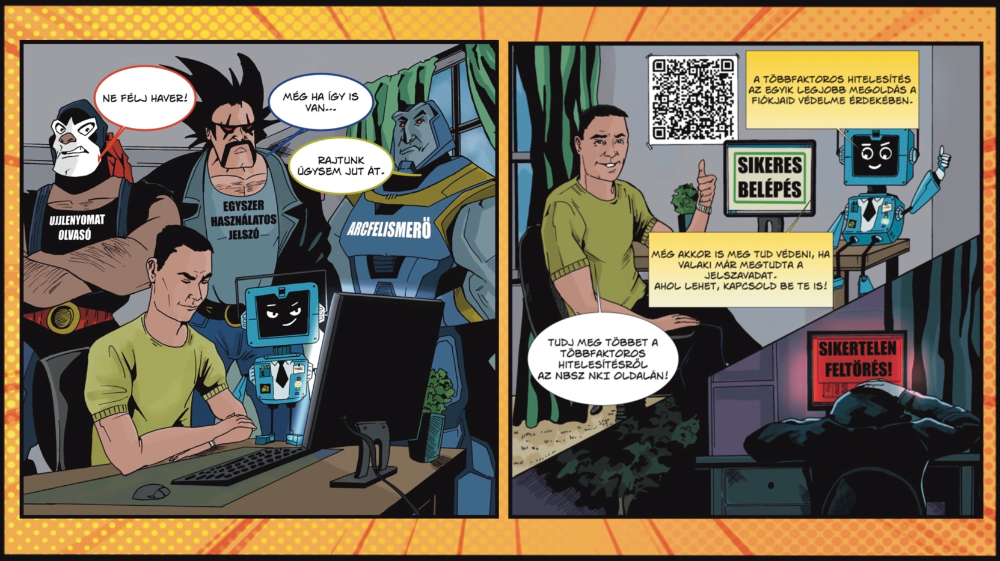 NE FÉLJ HAVER!
MÉG HA ÍGY IS
VAN...
RAJTUNK
ÚGYSEM JUT ÁT.
UJJLENYOMAT
OLVASÓ
EGYSZER
HASZNÁLATOS
JELSZÓ
ARCFELISMERŐ
A TÖBBFAKTOROS HITELESÍTÉS
AZ EGYIK LEGJOBB MEGOLDÁS A
FIÓKJAID VÉDELME ÉRDEKÉBEN.
SIKERES
BELÉPÉS
MÉG AKKOR IS MEG TUD VÉDENI, HA
VALAKI MÁR MEGTUDTA A
JELSZAVADAT.
AHOL LEHET, KAPCSOLD BE TE IS!
TUDJ MEG TÖBBET A
TÖBBFAKTOROS
HITELESÍTÉSRŐL
AZ NBSZ NKI OLDALÁN!
SIKERTELEN
FELTÖRÉS!